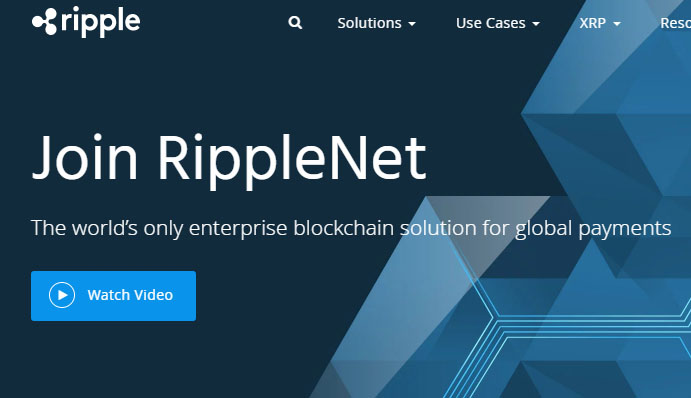 ripple
Solutions
Use Cases
XRP
Reso
Join RippleNet
The world's only enterprise blockchain solution for global payments
Watch Video